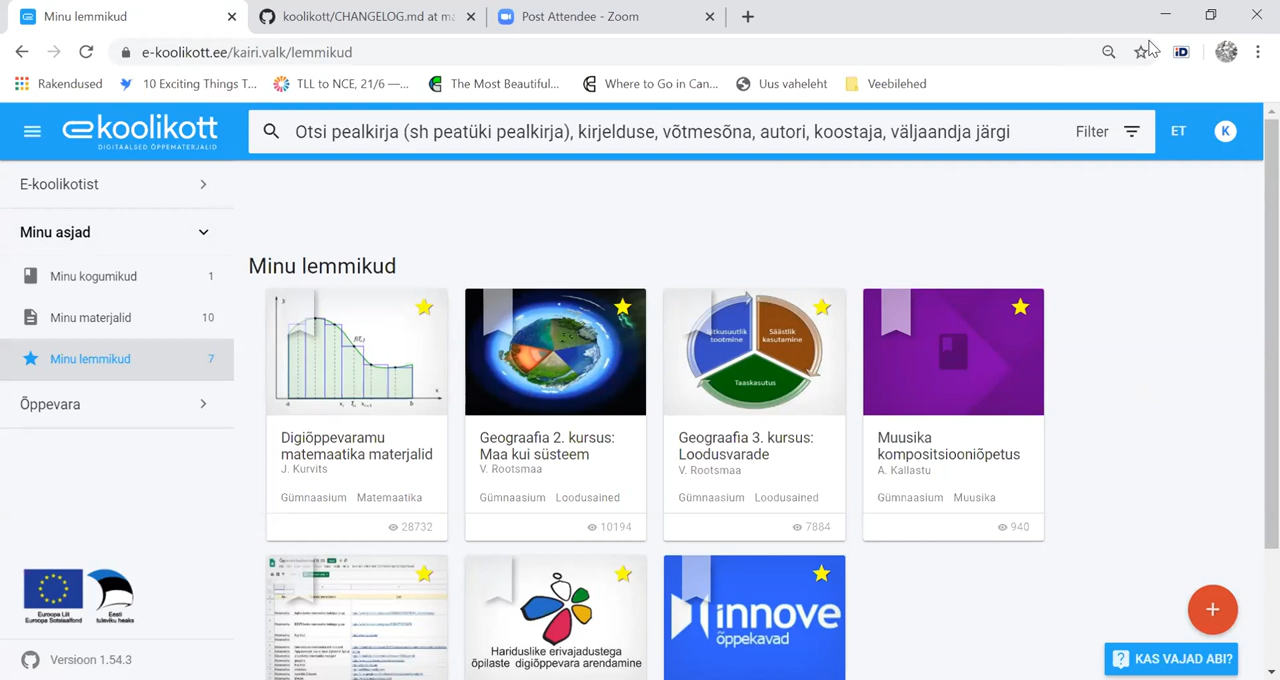 Minu lemmikud
koolikott/CHANGELOG.md at ma
Post Attendee - Zoom
e-koolikott.ee/kairi.valk/lemmikud
iD
Rakendused
10 Exciting Things T...
TLL to NCE, 21/6 —...
The Most Beautiful...
Where to Go in Can...
Uus vaheleht
Veebilehed
koolikott
DIGITAALSED ÕPPEMATERJALID
Otsi pealkirja (sh peatüki pealkirja), kirjelduse, võtmesõna, autori, koostaja, väljaandja järgi
Filter
ET
K
E-koolikotist
Minu asjad
Minu kogumikud 1
Minu materjalid 10
Minu lemmikud 7
Õppevara
Euroopa Liit
Euroopa Sotsiaalfond
Eesti
tuleviku heaks
Versioon 1.54.3
Minu lemmikud
Digiõppevaramu
matemaatika materjalid
J. Kurvits
Gümnaasium Matemaatika
28732
Geograafia 2. kursus:
Maa kui süsteem
V. Rootsmaa
Gümnaasium Loodusained
10194
Säästlik
kasutamine
tootmine
Taaskasutus
Geograafia 3. kursus:
Loodusvarade
V. Rootsmaa
Gümnaasium Loodusained
7884
Muusika
kompositsiooniõpetus
A. Kallastu
Gümnaasium Muusika
940
Hariduslike erivajadustega
õpilaste digiõppevara arendamine
innove
õppekavad
KAS VAJAD ABI?